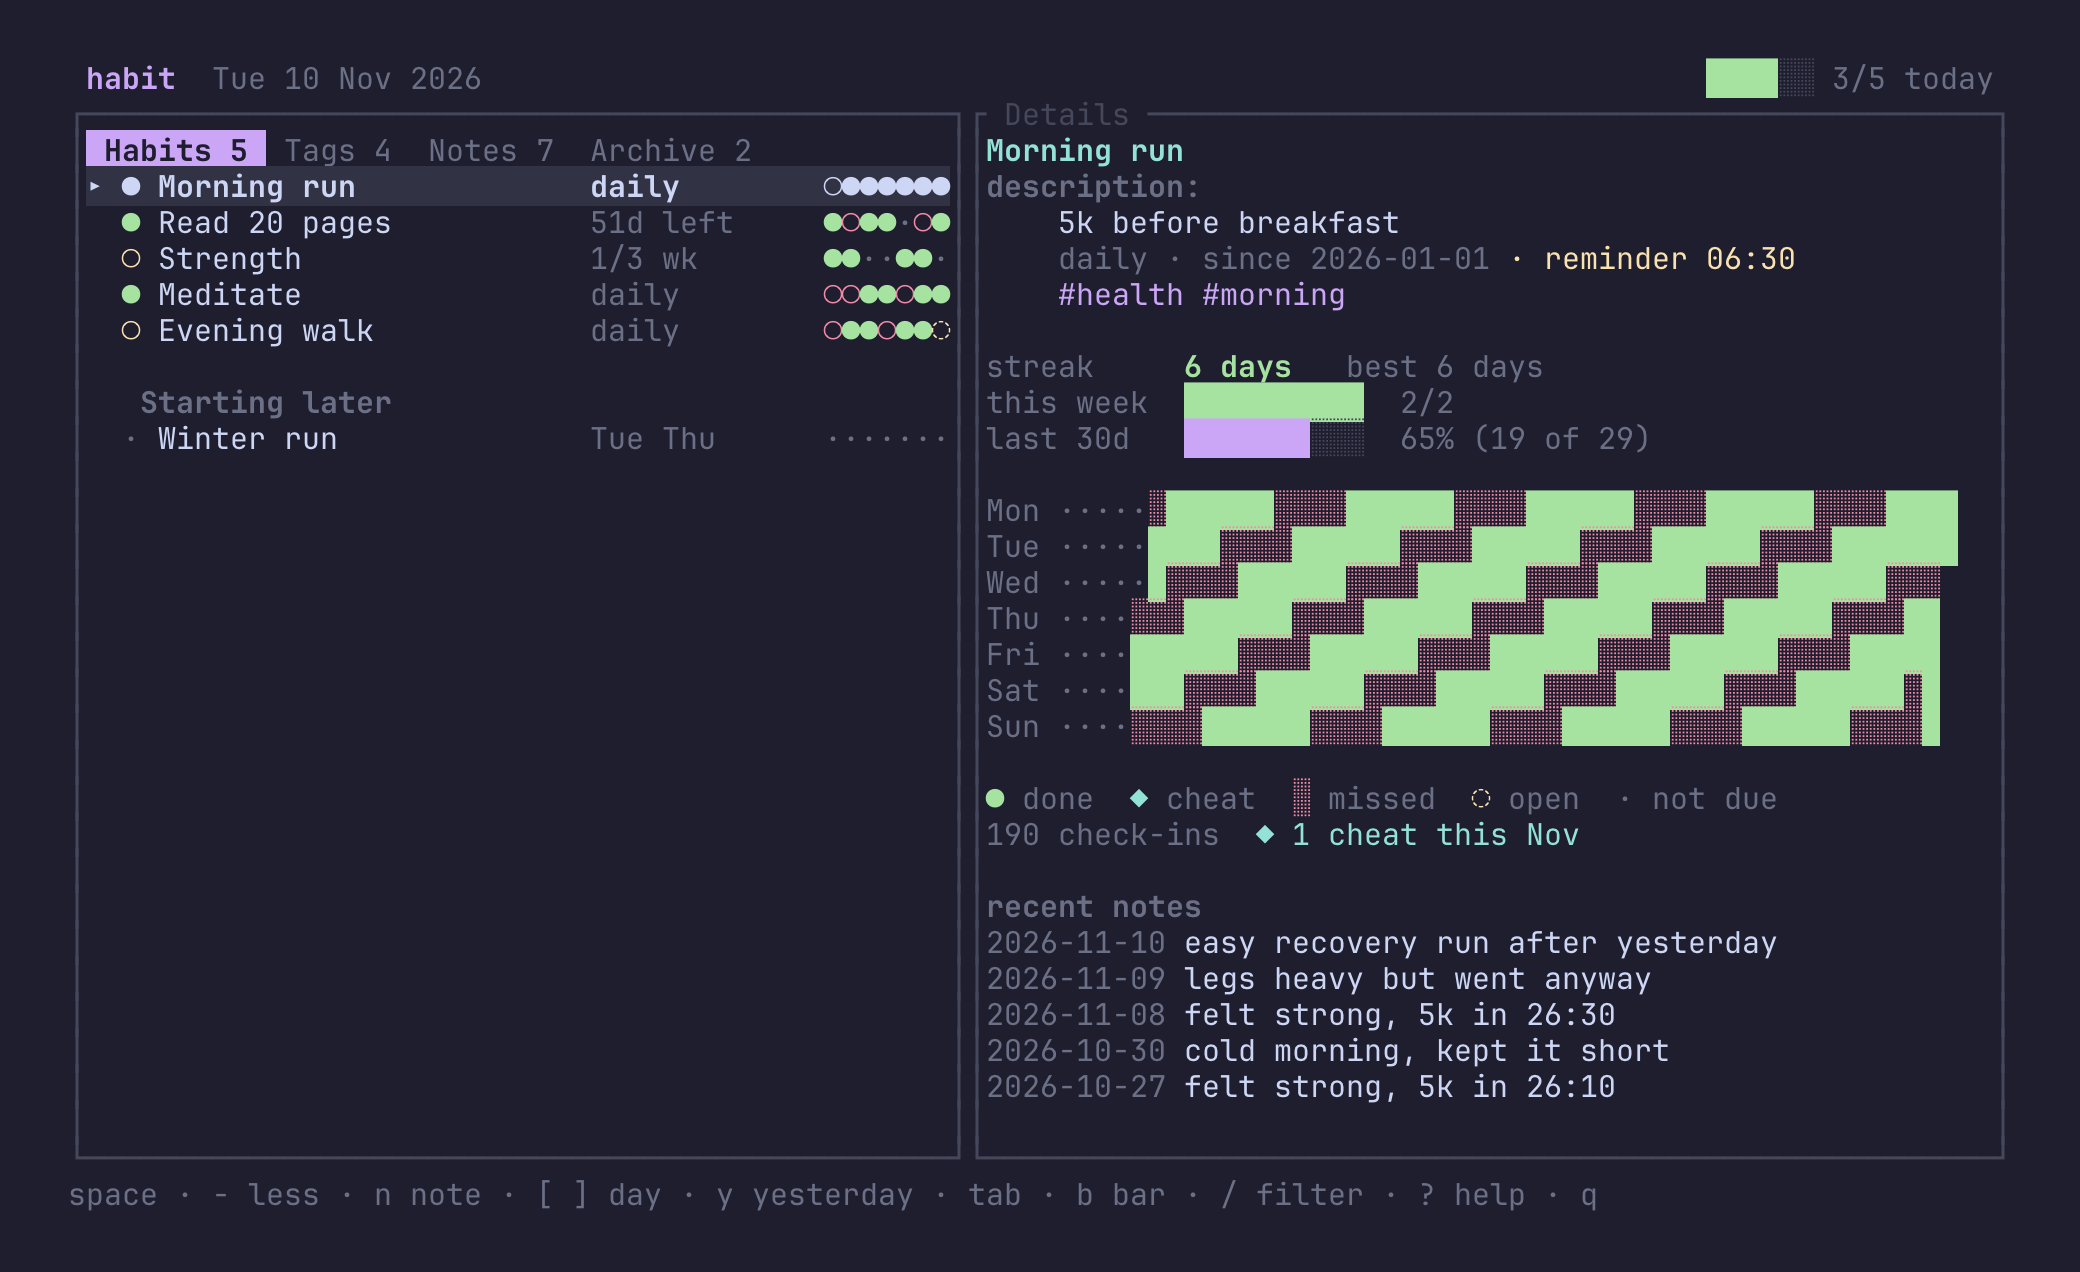 habit Tue 10 Nov 2026
3/5 today
Habits 5 Tags 4 Notes 7 Archive 2
▸ ● Morning run daily ○●●●●●●
● Read 20 pages 51d left ●○●●·○●
○ Strength 1/3 wk ●●··●●·
● Meditate daily ○○●●○●●
○ Evening walk daily ○●●○●●◌
Starting later
· Winter run Tue Thu ·······
Details
Morning run
description:
5k before breakfast
daily · since 2026-01-01 · reminder 06:30
#health #morning
streak 6 days best 6 days
this week 2/2
last 30d 65% (19 of 29)
Mon ·····
Tue ·····
Wed ·····
Thu ····
Fri ····
Sat ····
Sun ····
● done ◆ cheat ▒ missed ◌ open · not due
190 check-ins ◆ 1 cheat this Nov
recent notes
2026-11-10 easy recovery run after yesterday
2026-11-09 legs heavy but went anyway
2026-11-08 felt strong, 5k in 26:30
2026-10-30 cold morning, kept it short
2026-10-27 felt strong, 5k in 26:10
space · - less · n note · [ ] day · y yesterday · tab · b bar · / filter · ? help · q